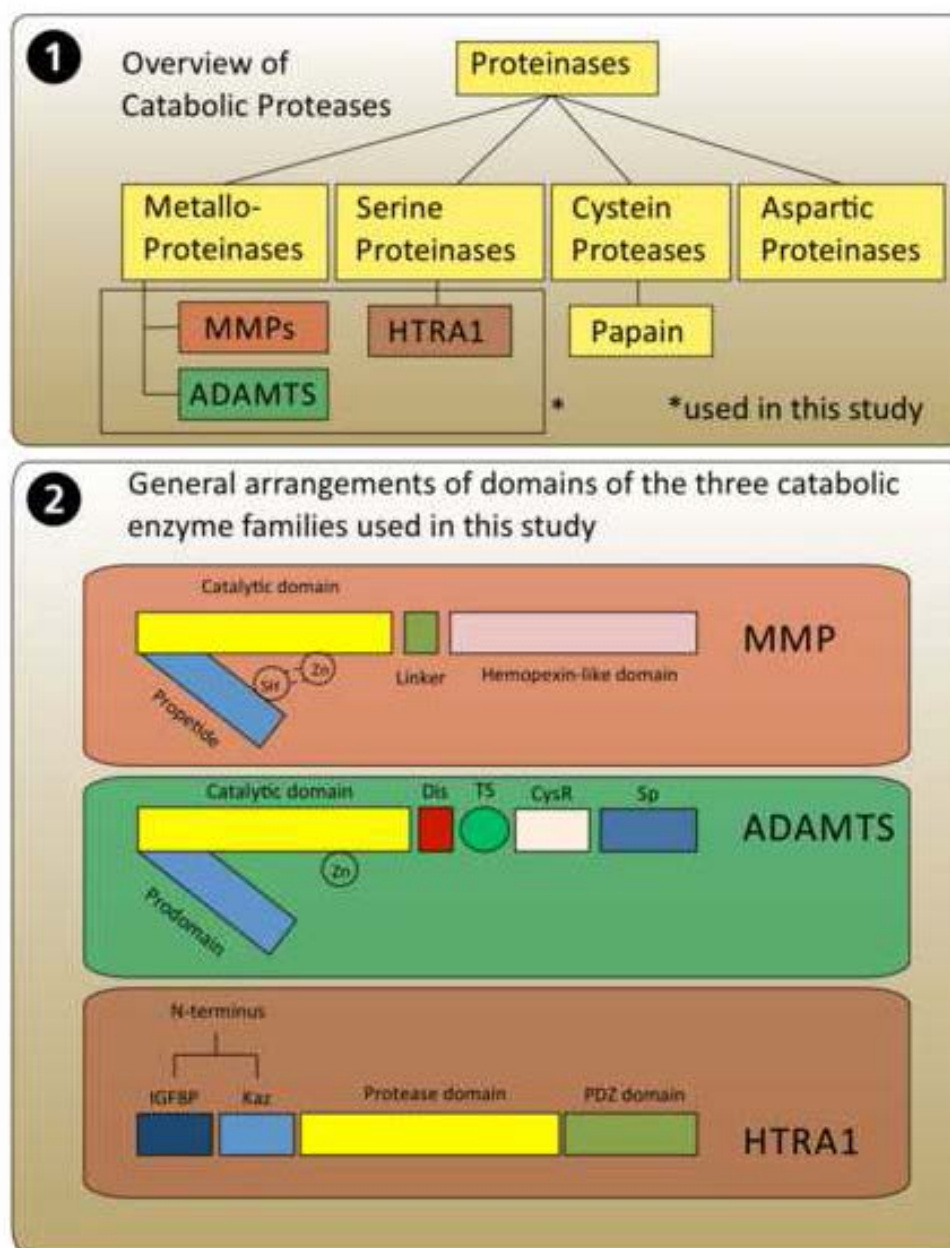 1
Overview of
Catabolic Proteases
Proteinases
Metallo-
Proteinases
Serine
Proteinases
Cystein
Proteases
Aspartic
Proteinases
MMPs
HTRA1
Papain
ADAMTS
*
*used in this study
2
General arrangements of domains of the three catabolic
enzyme families used in this study
Catalytic domain
MMP
SH
Zn
Linker
Hemopexin-like domain
Propetide
Catalytic domain
Dis
TS
CysR
Sp
ADAMTS
Zn
Prodomain
N-terminus
IGFBP
Kaz
Protease domain
PDZ domain
HTRA1